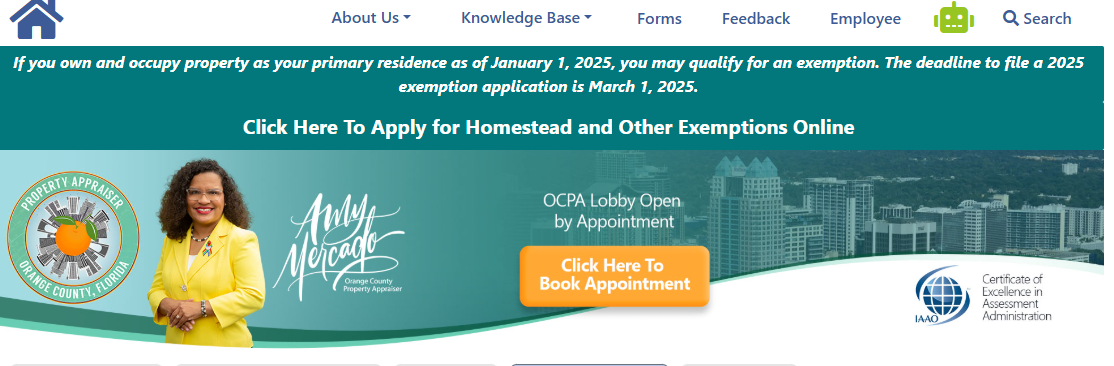 About Us
Knowledge Base
Forms
Feedback
Employee
Search
If you own and occupy property as your primary residence as of January 1, 2025, you may qualify for an exemption. The deadline to file a 2025
exemption application is March 1, 2025.
Click Here To Apply for Homestead and Other Exemptions Online
PROPERTY APPRAISER
ORANGE COUNTY, FLORIDA
Amy
Mercado
Orange County
Property Appraiser
OCPA Lobby Open
by Appointment
Click Here To
Book Appointment
IAAO
Certificate of
Excellence in
Assessment
Administration